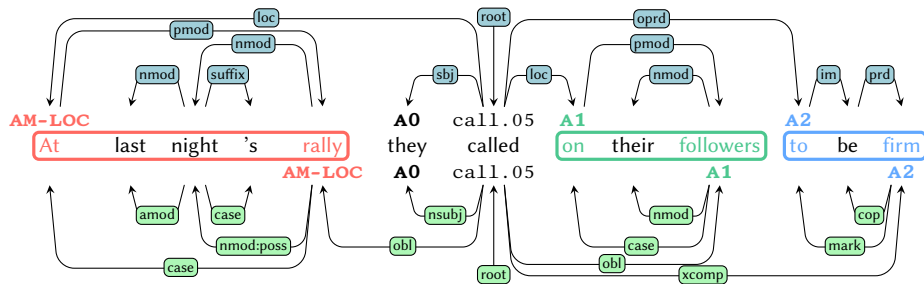 loc root oprd
pmod
nmod pmod
nmod suffix sbj loc nmod im prd
AM-LOC A0 call.05 A1 A2
At last night 's rally they called on their followers to be firm
AM-LOC A0 call.05 A1 A2
amod case nsubj nmod cop
nmod:poss obl case mark
case root obl xcomp